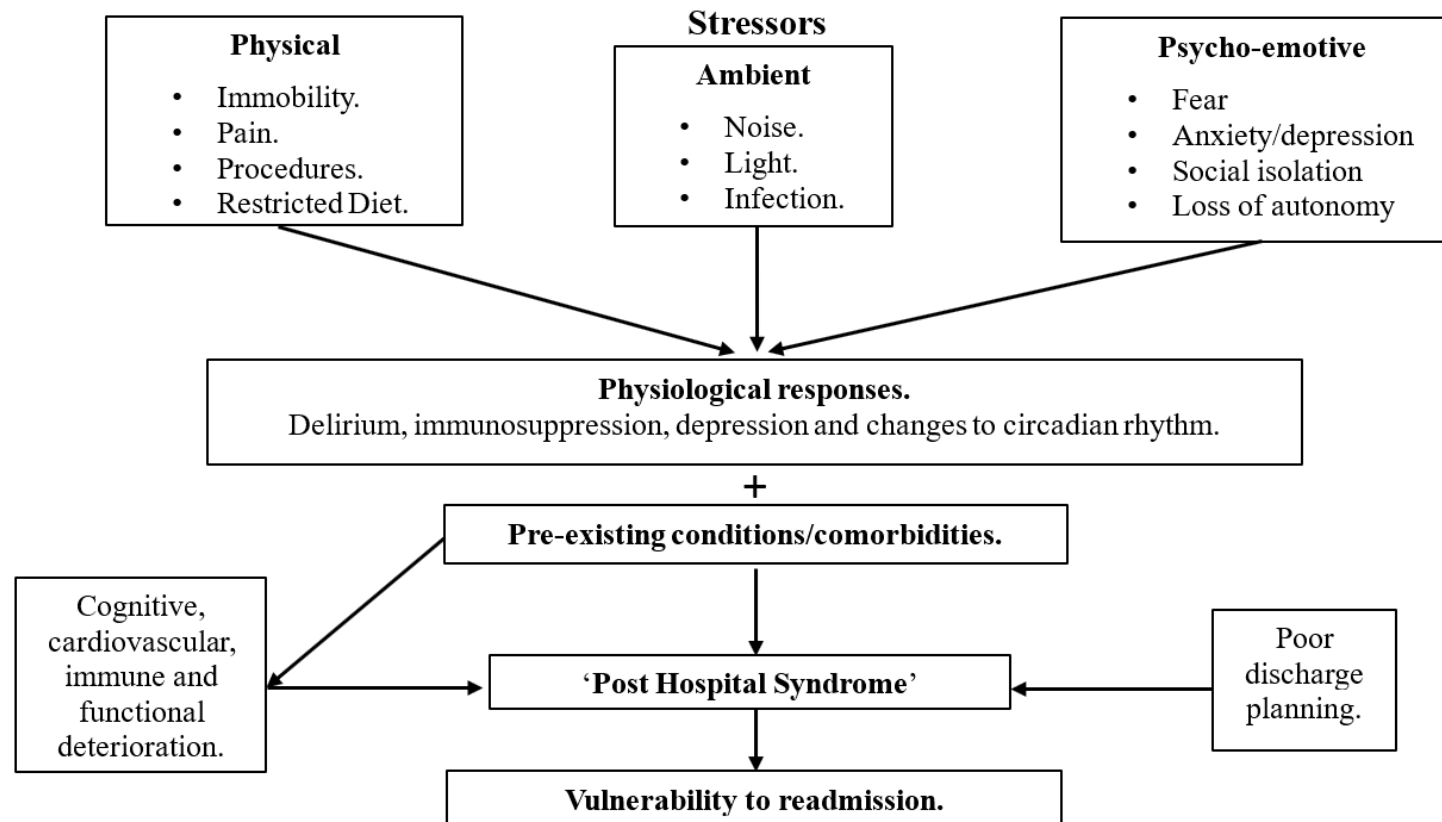 Stressors
Physical
• Immobility.
• Pain.
• Procedures.
• Restricted Diet.
Ambient
• Noise.
• Light.
• Infection.
Psycho-emotive
• Fear
• Anxiety/depression
• Social isolation
• Loss of autonomy
Physiological responses.
Delirium, immunosuppression, depression and changes to circadian rhythm.
+
Pre-existing conditions/comorbidities.
Cognitive,
cardiovascular,
immune and
functional
deterioration.
‘Post Hospital Syndrome’
Poor
discharge
planning.
Vulnerability to readmission.